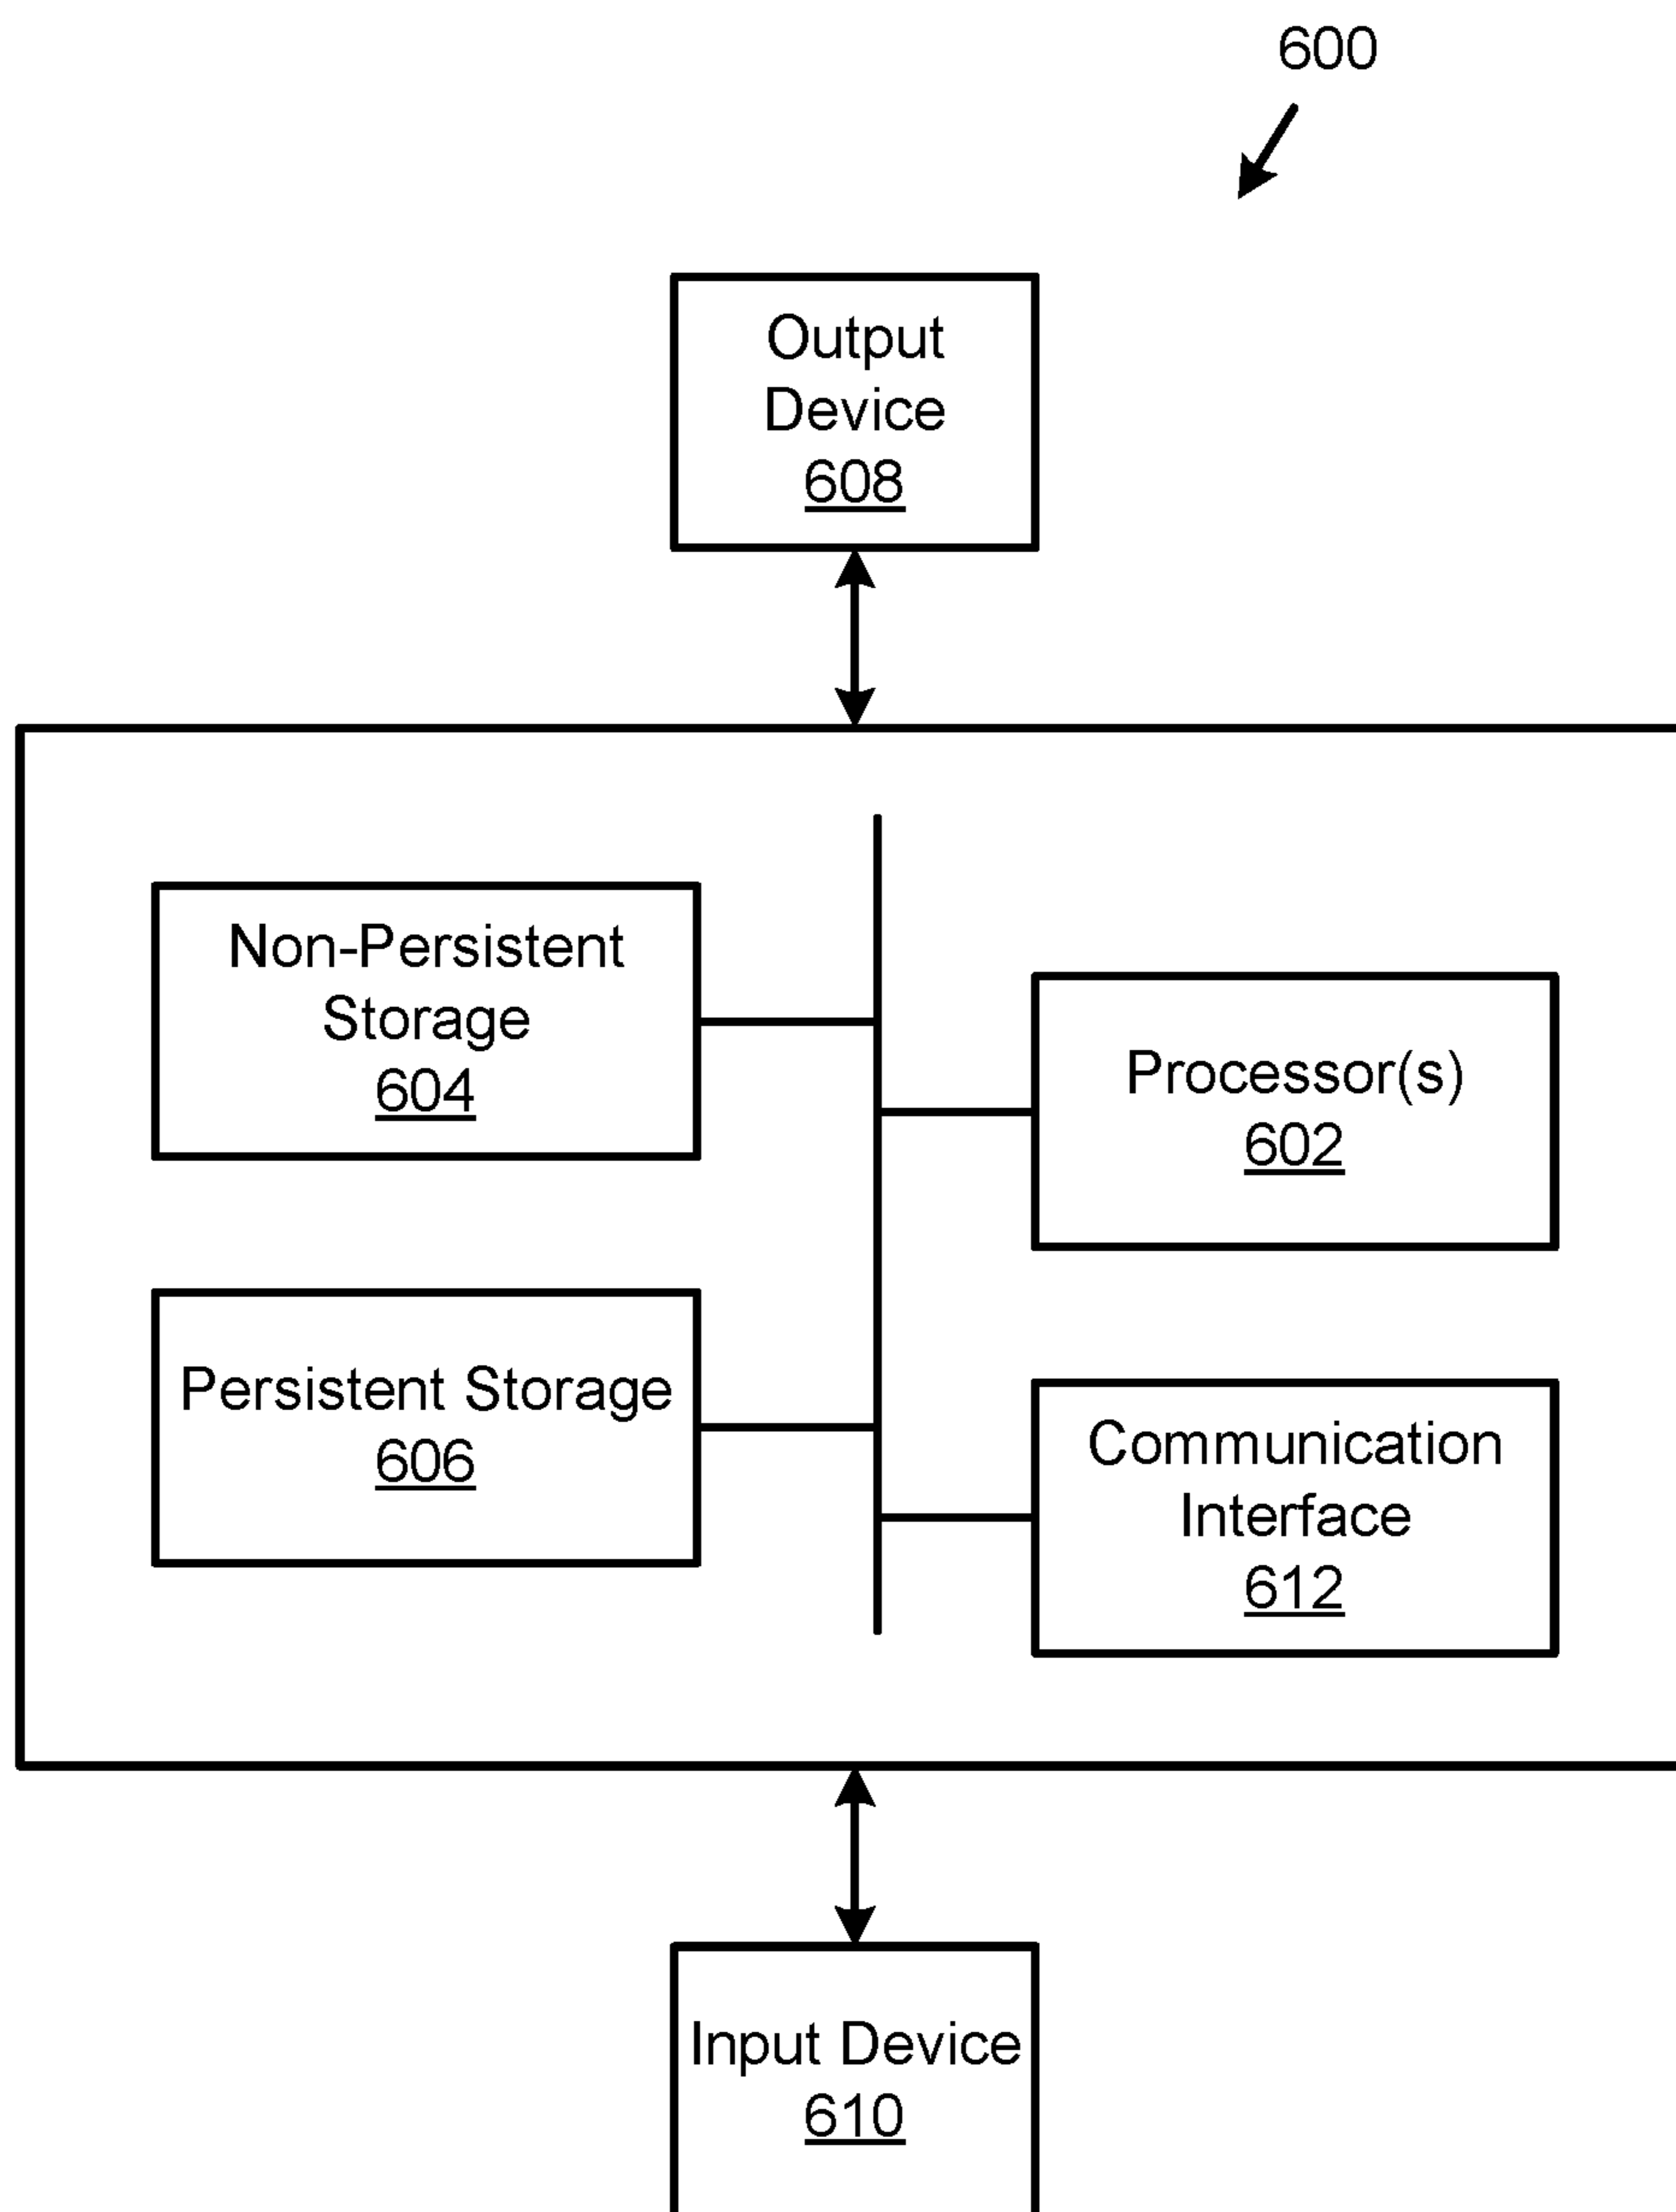 600
Output
Device
608
Non-Persistent
Storage
604
Processor(s)
602
Persistent Storage
606
Communication
Interface
612
Input Device
610